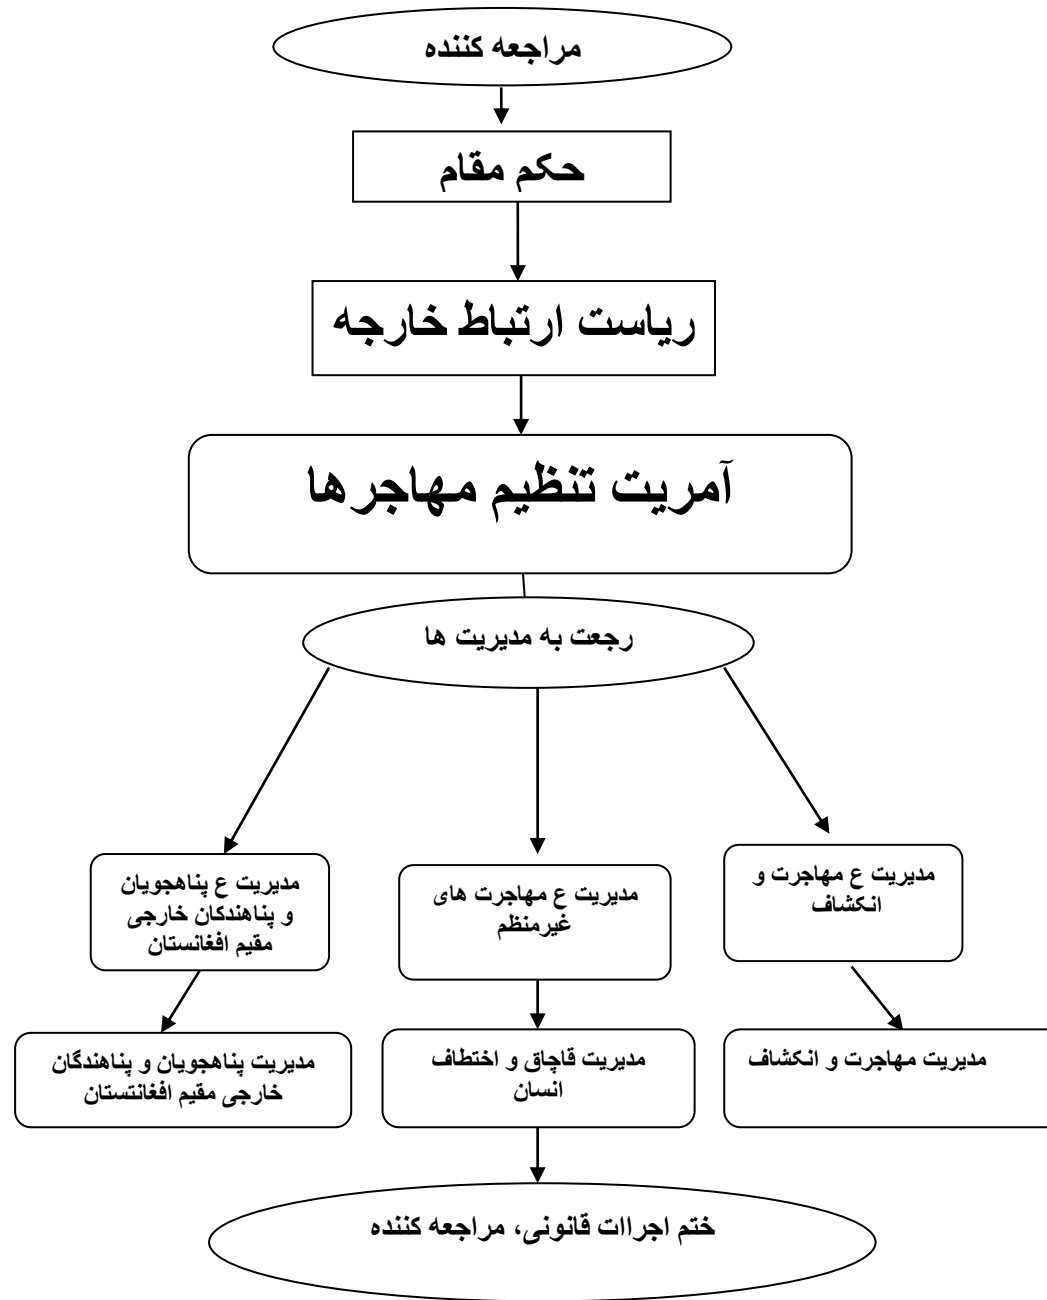 مراجعه کننده
حکم مقام
ریاست ارتباط خارجه
آمریت تنظیم مهاجرها
رجعت به مدیریت ها
مدیریت ع مهاجرت و
انکشاف
مدیریت ع مهاجرت های
غیرمنظم
مدیریت ع پناهجویان
و پناهندکان خارجی
مقیم افغانستان
مدیریت مهاجرت و انکشاف
مدیریت قاچاق و اختطاف
انسان
مدیریت پناهجویان و پناهندگان
خارجی مقیم افغانتستان
ختم اجراات قانونی، مراجعه کننده